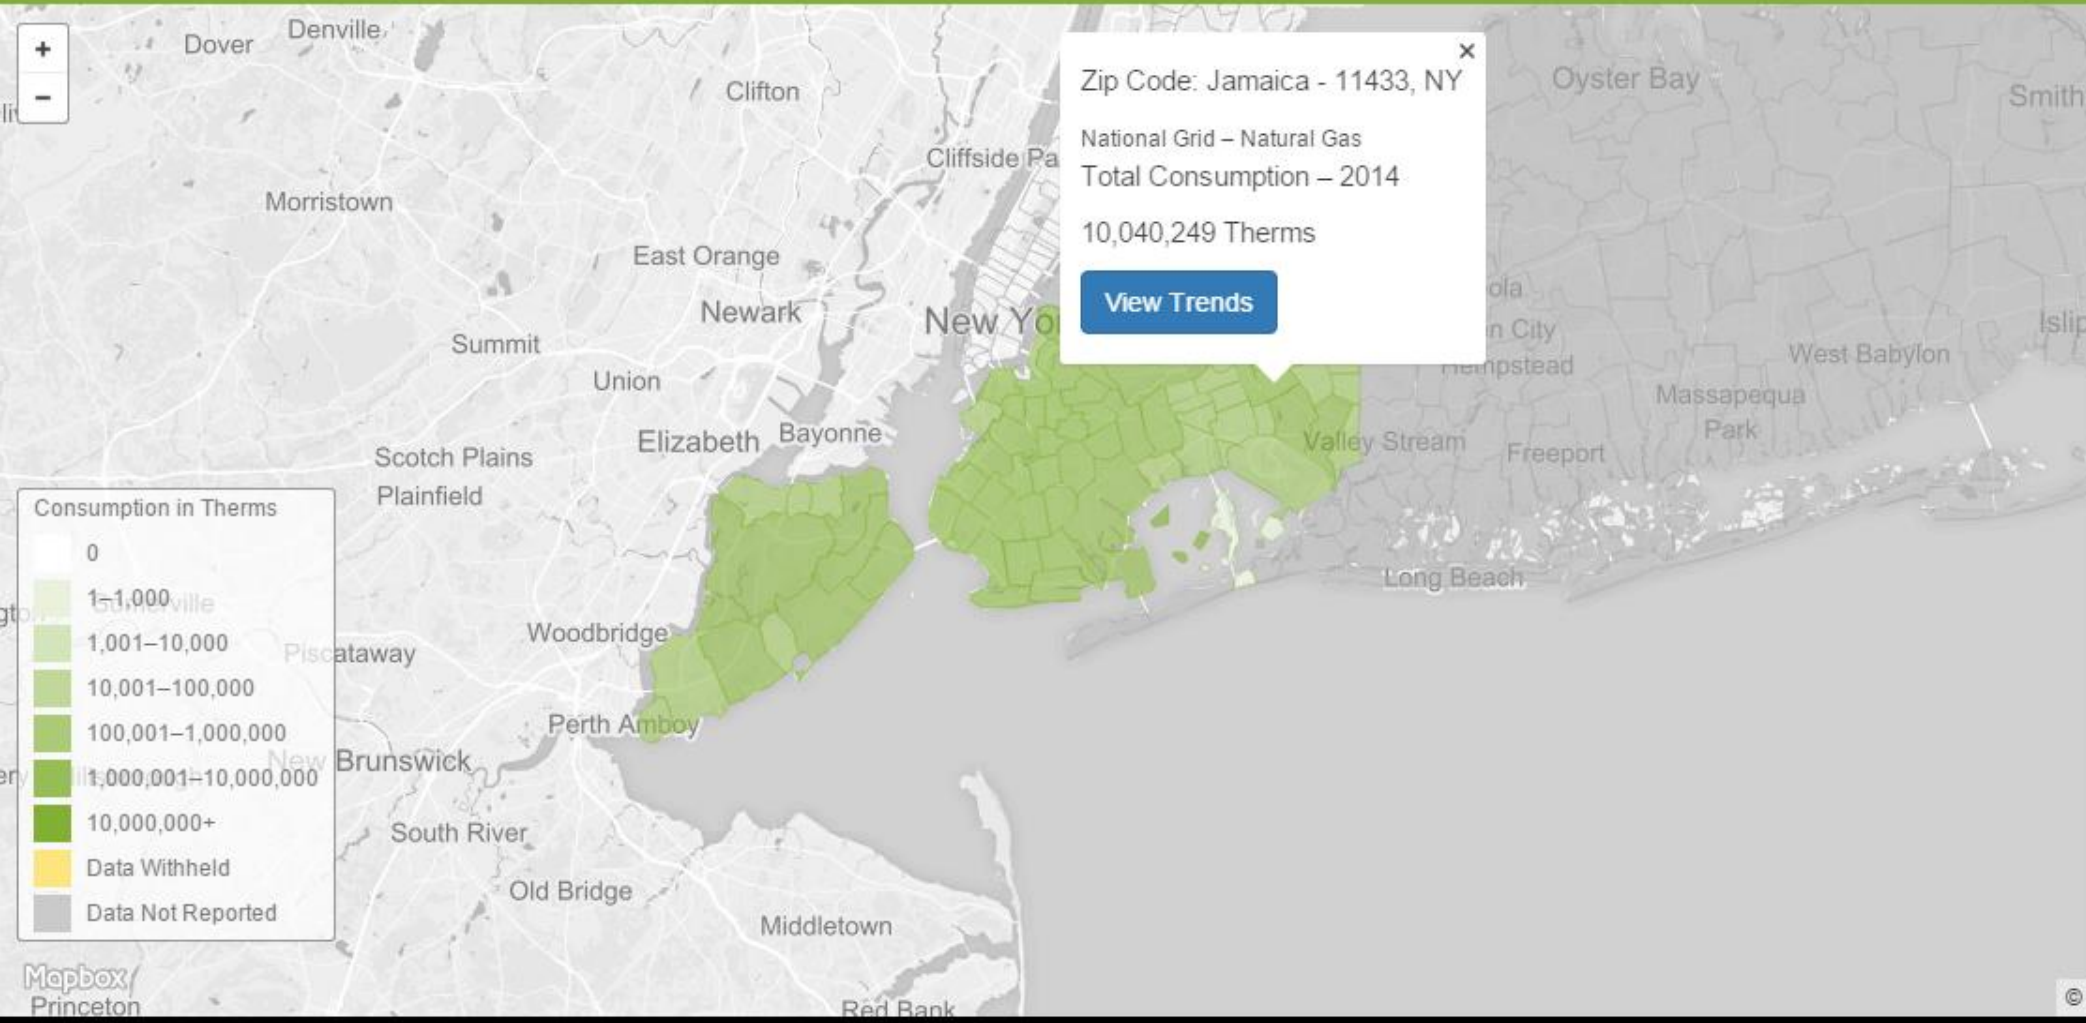 +
−
Dover
Denville
Clifton
Cliffside Pa
Morristown
East Orange
Newark
New Yo
Summit
Union
Elizabeth
Bayonne
Scotch Plains
Plainfield
Zip Code: Jamaica - 11433, NY
×
National Grid – Natural Gas
Total Consumption – 2014
10,040,249 Therms
View Trends
Oyster Bay
Smith
ola
n City
Hempstead
Islip
West Babylon
Massapequa
Park
Valley Stream
Freeport
Long Beach
Consumption in Therms
0
1–1,000
1,001–10,000
10,001–100,000
100,001–1,000,000
1,000,001–10,000,000
10,000,000+
Data Withheld
Data Not Reported
Somerville
Piscataway
Woodbridge
Perth Amboy
New Brunswick
South River
Old Bridge
Middletown
Red Bank
Mapbox
Princeton
©